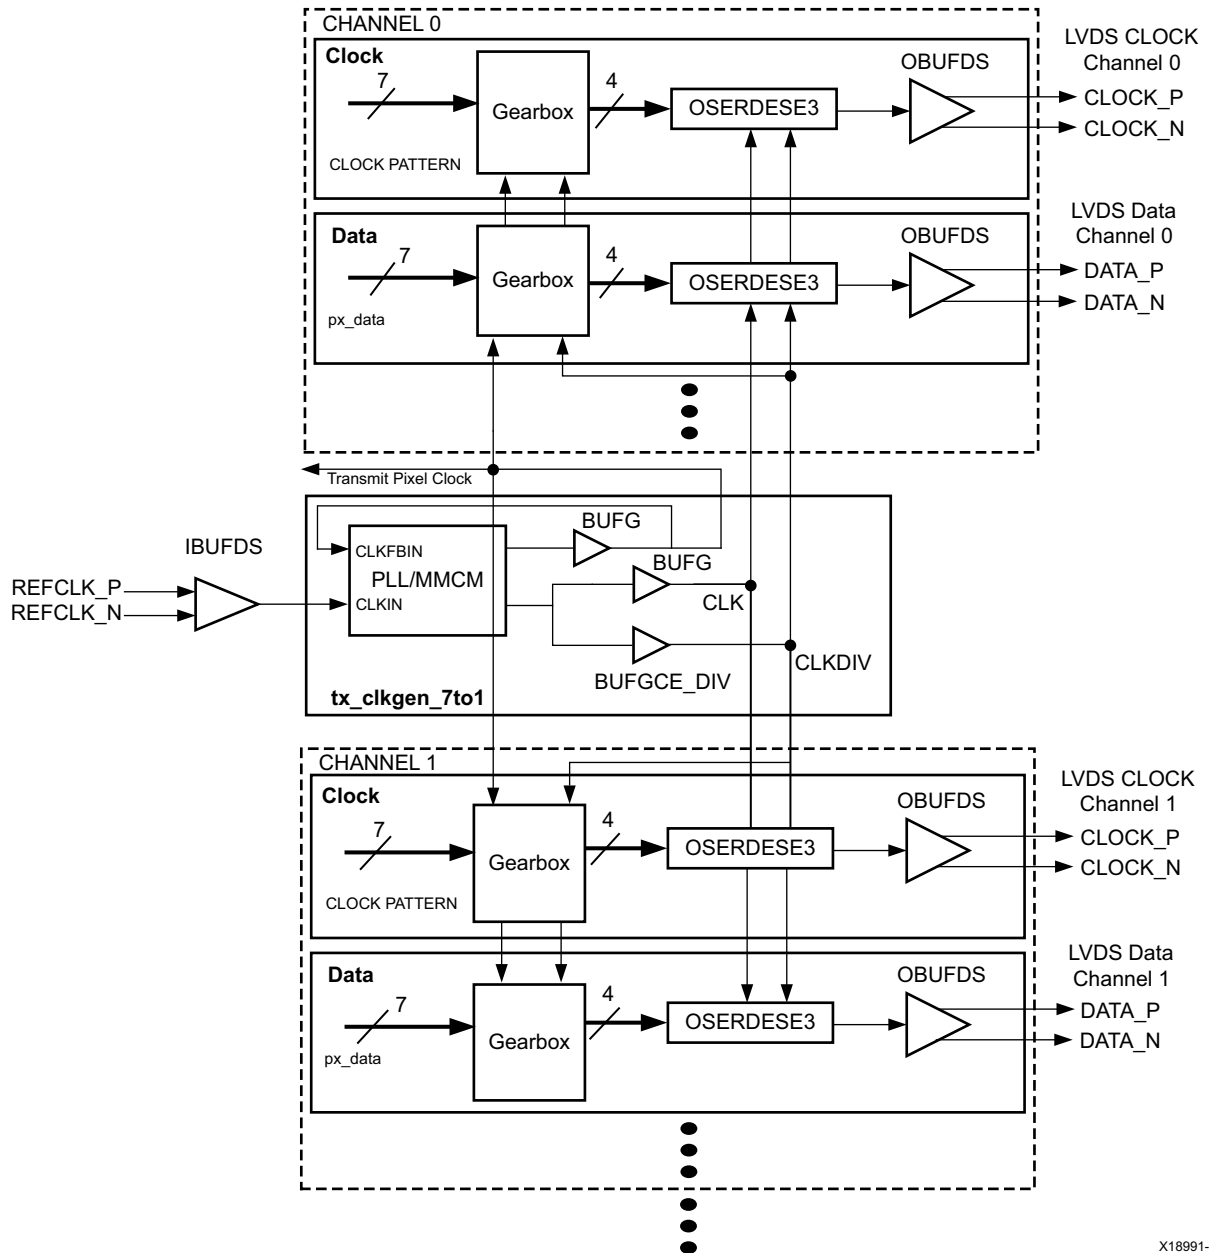 CHANNEL 0
Clock
7
CLOCK PATTERN
Gearbox
4
OSERDESE3
OBUFDS
LVDS CLOCK
Channel 0
CLOCK_P
CLOCK_N
Data
7
px_data
Gearbox
4
OSERDESE3
OBUFDS
LVDS Data
Channel 0
DATA_P
DATA_N
Transmit Pixel Clock
IBUFDS
REFCLK_P
REFCLK_N
CLKFBIN
PLL/MMCM
CLKIN
BUFG
BUFG
CLK
BUFGCE_DIV
CLKDIV
tx_clkgen_7to1
CHANNEL 1
Clock
7
CLOCK PATTERN
Gearbox
4
OSERDESE3
OBUFDS
LVDS CLOCK
Channel 1
CLOCK_P
CLOCK_N
Data
7
px_data
Gearbox
4
OSERDESE3
OBUFDS
LVDS Data
Channel 1
DATA_P
DATA_N
X18991-